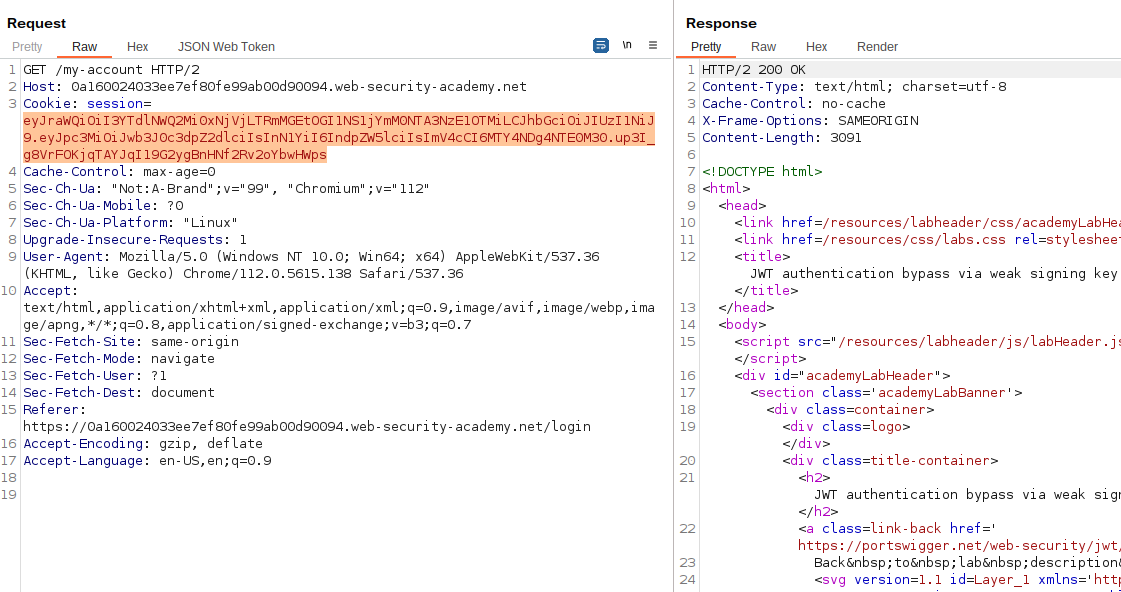 Request
Pretty Raw Hex JSON Web Token \n
1 GET /my-account HTTP/2
2 Host: 0a160024033ee7ef80fe99ab00d90094.web-security-academy.net
3 Cookie: session=
eyJraWQiOiI3YTdlNWQ2Mi0xNjVjLTRmMGEtOGI1NS1jYmM0NTA3NzE1OTMiLCJhbGciOiJIUzI1NiJ
9.eyJpc3MiOiJwb3J0c3dpZ2dlciIsInN1YiI6IndpZW5lciIsImV4cCI6MTY4NDg4NTE0M30.up3I_
g8VrFOKjqTAYJqI19G2ygBnHNf2Rv2oYbwHWps
4 Cache-Control: max-age=0
5 Sec-Ch-Ua: "Not:A-Brand";v="99", "Chromium";v="112"
6 Sec-Ch-Ua-Mobile: ?0
7 Sec-Ch-Ua-Platform: "Linux"
8 Upgrade-Insecure-Requests: 1
9 User-Agent: Mozilla/5.0 (Windows NT 10.0; Win64; x64) AppleWebKit/537.36
(KHTML, like Gecko) Chrome/112.0.5615.138 Safari/537.36
10 Accept:
text/html,application/xhtml+xml,application/xml;q=0.9,image/avif,image/webp,ima
ge/apng,*/*;q=0.8,application/signed-exchange;v=b3;q=0.7
11 Sec-Fetch-Site: same-origin
12 Sec-Fetch-Mode: navigate
13 Sec-Fetch-User: ?1
14 Sec-Fetch-Dest: document
15 Referer:
https://0a160024033ee7ef80fe99ab00d90094.web-security-academy.net/login
16 Accept-Encoding: gzip, deflate
17 Accept-Language: en-US,en;q=0.9
18
19
Response
Pretty Raw Hex Render
1 HTTP/2 200 OK
2 Content-Type: text/html; charset=utf-8
3 Cache-Control: no-cache
4 X-Frame-Options: SAMEORIGIN
5 Content-Length: 3091
6
7 <!DOCTYPE html>
8 <html>
9 <head>
10 <link href=/resources/labheader/css/academyLabHea
11 <link href=/resources/css/labs.css rel=stylesheet
12 <title>
JWT authentication bypass via weak signing key
</title>
13 </head>
14 <body>
15 <script src="/resources/labheader/js/labHeader.js
</script>
16 <div id="academyLabHeader">
17 <section class='academyLabBanner'>
18 <div class=container>
19 <div class=logo>
</div>
20 <div class=title-container>
21 <h2>
JWT authentication bypass via weak sign
</h2>
22 <a class=link-back href='
https://portswigger.net/web-security/jwt/
23 Back&nbsp;to&nbsp;lab&nbsp;description&
24 <svg version=1.1 id=Layer_1 xmlns='http